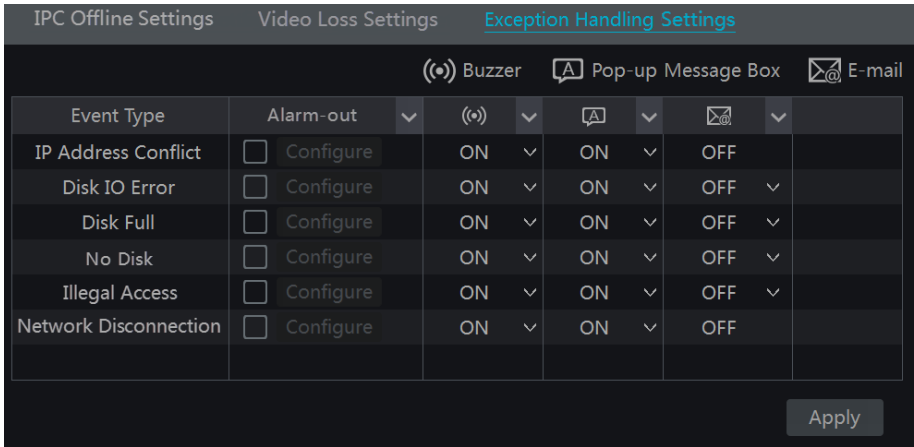 IPC Offline Settings Video Loss Settings Exception Handling Settings
Buzzer A Pop-up Message Box @ E-mail
Event Type Alarm-out A @
IP Address Conflict Configure ON ON OFF
Disk IO Error Configure ON ON OFF
Disk Full Configure ON ON OFF
No Disk Configure ON ON OFF
Illegal Access Configure ON ON OFF
Network Disconnection Configure ON ON OFF
Apply